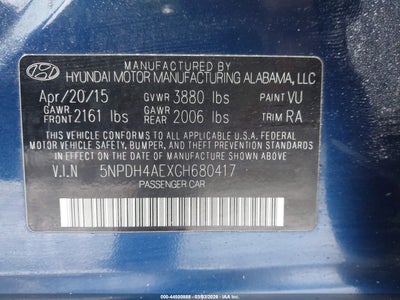 MANUFACTURED BY
HYUNDAI MOTOR MANUFACTURING ALABAMA, LLC
Apr/20/15 GVWR 3880 lbs PAINT VU
GAWR FRONT 2161 lbs GAWR REAR 2006 lbs TRIM RA
THIS VEHICLE CONFORMS TO ALL APPLICABLE U.S.A. FEDERAL
MOTOR VEHICLE SAFETY, BUMPER, AND THEFT PREVENTION
STANDARDS IN EFFECT ON THE DATE OF MANUFACTURE SHOWN ABOVE.
V.I.N 5NPDH4AEXGH680417
PASSENGER CAR